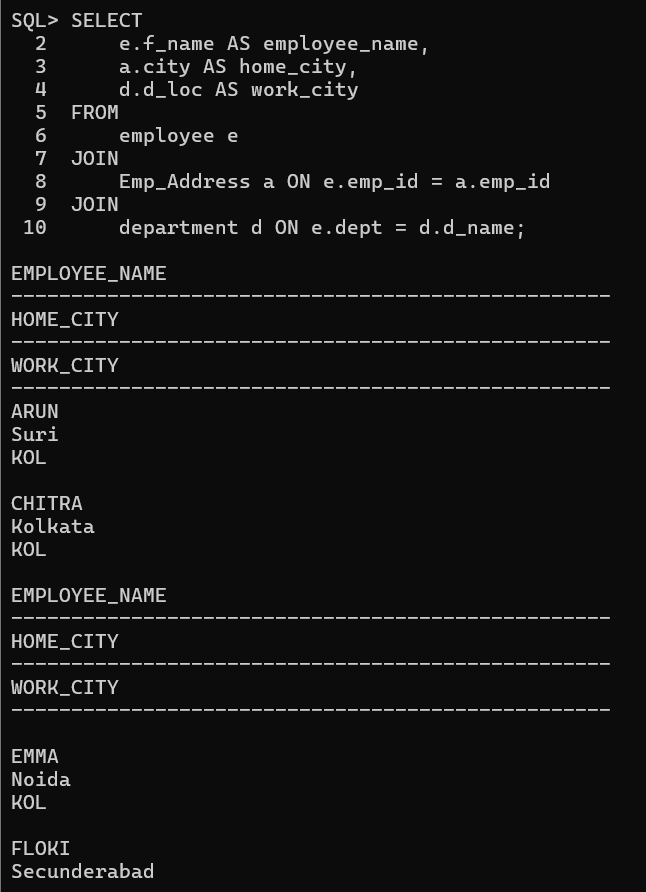 SQL> SELECT
  2      e.f_name AS employee_name,
  3      a.city AS home_city,
  4      d.d_loc AS work_city
  5  FROM
  6      employee e
  7  JOIN
  8      Emp_Address a ON e.emp_id = a.emp_id
  9  JOIN
 10      department d ON e.dept = d.d_name;

EMPLOYEE_NAME
--------------------------------------------------
HOME_CITY
--------------------------------------------------
WORK_CITY
--------------------------------------------------
ARUN
Suri
KOL

CHITRA
Kolkata
KOL

EMPLOYEE_NAME
--------------------------------------------------
HOME_CITY
--------------------------------------------------
WORK_CITY
--------------------------------------------------

EMMA
Noida
KOL

FLOKI
Secunderabad